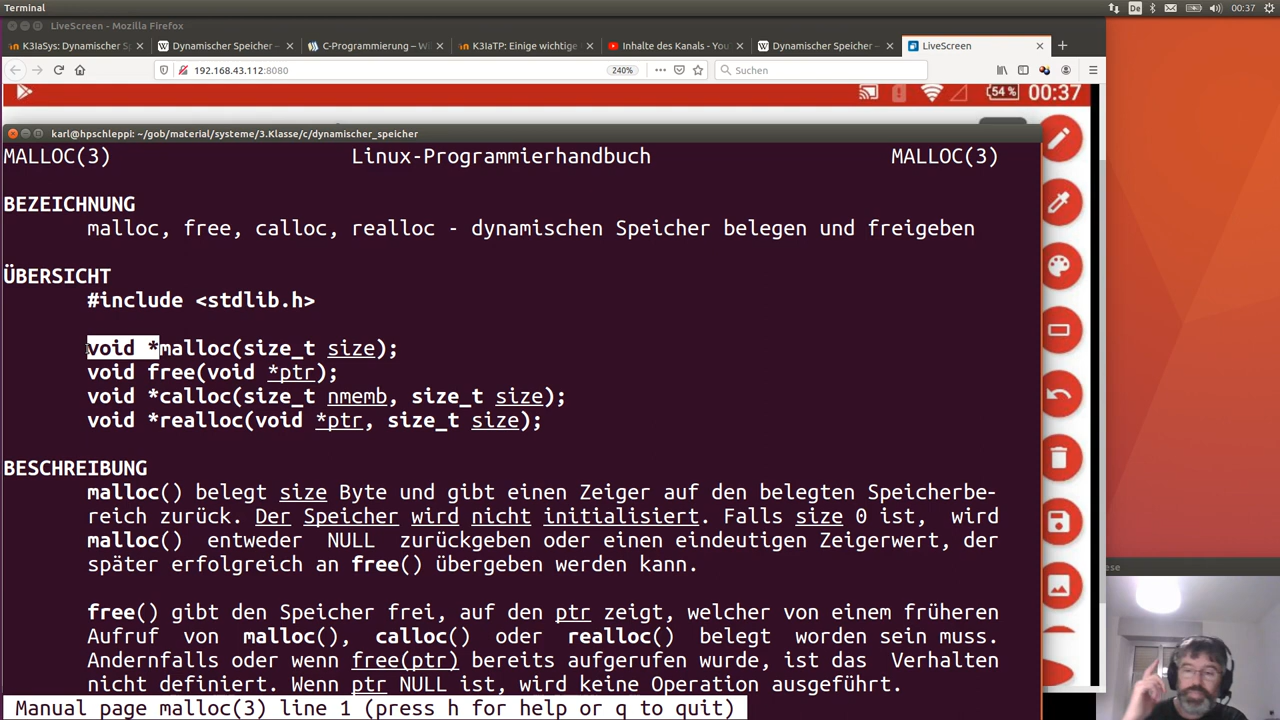 Terminal
De
00:37
LiveScreen - Mozilla Firefox
K3IaSys: Dynamischer S
Dynamischer Speicher –
C-Programmierung – Wi
K3IaTP: Einige wichtige
Inhalte des Kanals - You
Dynamischer Speicher –
LiveScreen
192.168.43.112:8080
240%
Suchen
54 %
00:37
karl@hpschleppi: ~/gob/material/systeme/3.Klasse/c/dynamischer_speicher
MALLOC(3) Linux-Programmierhandbuch MALLOC(3)
BEZEICHNUNG
malloc, free, calloc, realloc - dynamischen Speicher belegen und freigeben
ÜBERSICHT
#include <stdlib.h>
void *malloc(size_t size);
void free(void *ptr);
void *calloc(size_t nmemb, size_t size);
void *realloc(void *ptr, size_t size);
BESCHREIBUNG
malloc() belegt size Byte und gibt einen Zeiger auf den belegten Speicherbe-
reich zurück. Der Speicher wird nicht initialisiert. Falls size 0 ist, wird
malloc() entweder NULL zurückgeben oder einen eindeutigen Zeigerwert, der
später erfolgreich an free() übergeben werden kann.
free() gibt den Speicher frei, auf den ptr zeigt, welcher von einem früheren
Aufruf von malloc(), calloc() oder realloc() belegt worden sein muss.
Andernfalls oder wenn free(ptr) bereits aufgerufen wurde, ist das Verhalten
nicht definiert. Wenn ptr NULL ist, wird keine Operation ausgeführt.
Manual page malloc(3) line 1 (press h for help or q to quit)